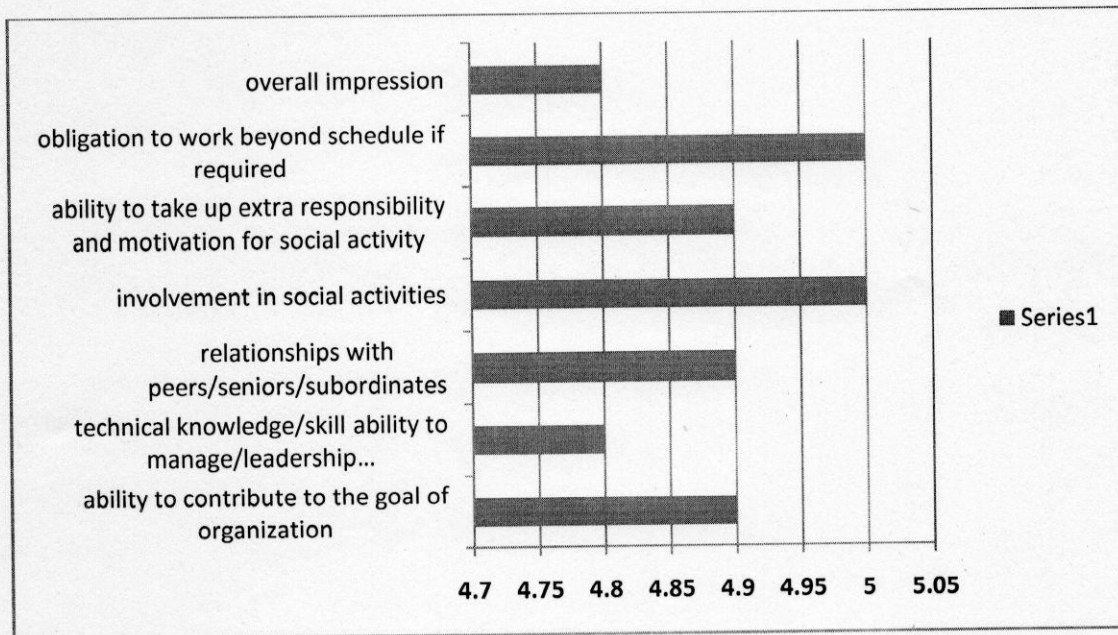 overall impression
obligation to work beyond schedule if
required
ability to take up extra responsibility
and motivation for social activity
involvement in social activities
relationships with
peers/seniors/subordinates
technical knowledge/skill ability to
manage/leadership...
ability to contribute to the goal of
organization
Series1
4.7 4.75 4.8 4.85 4.9 4.95 5 5.05